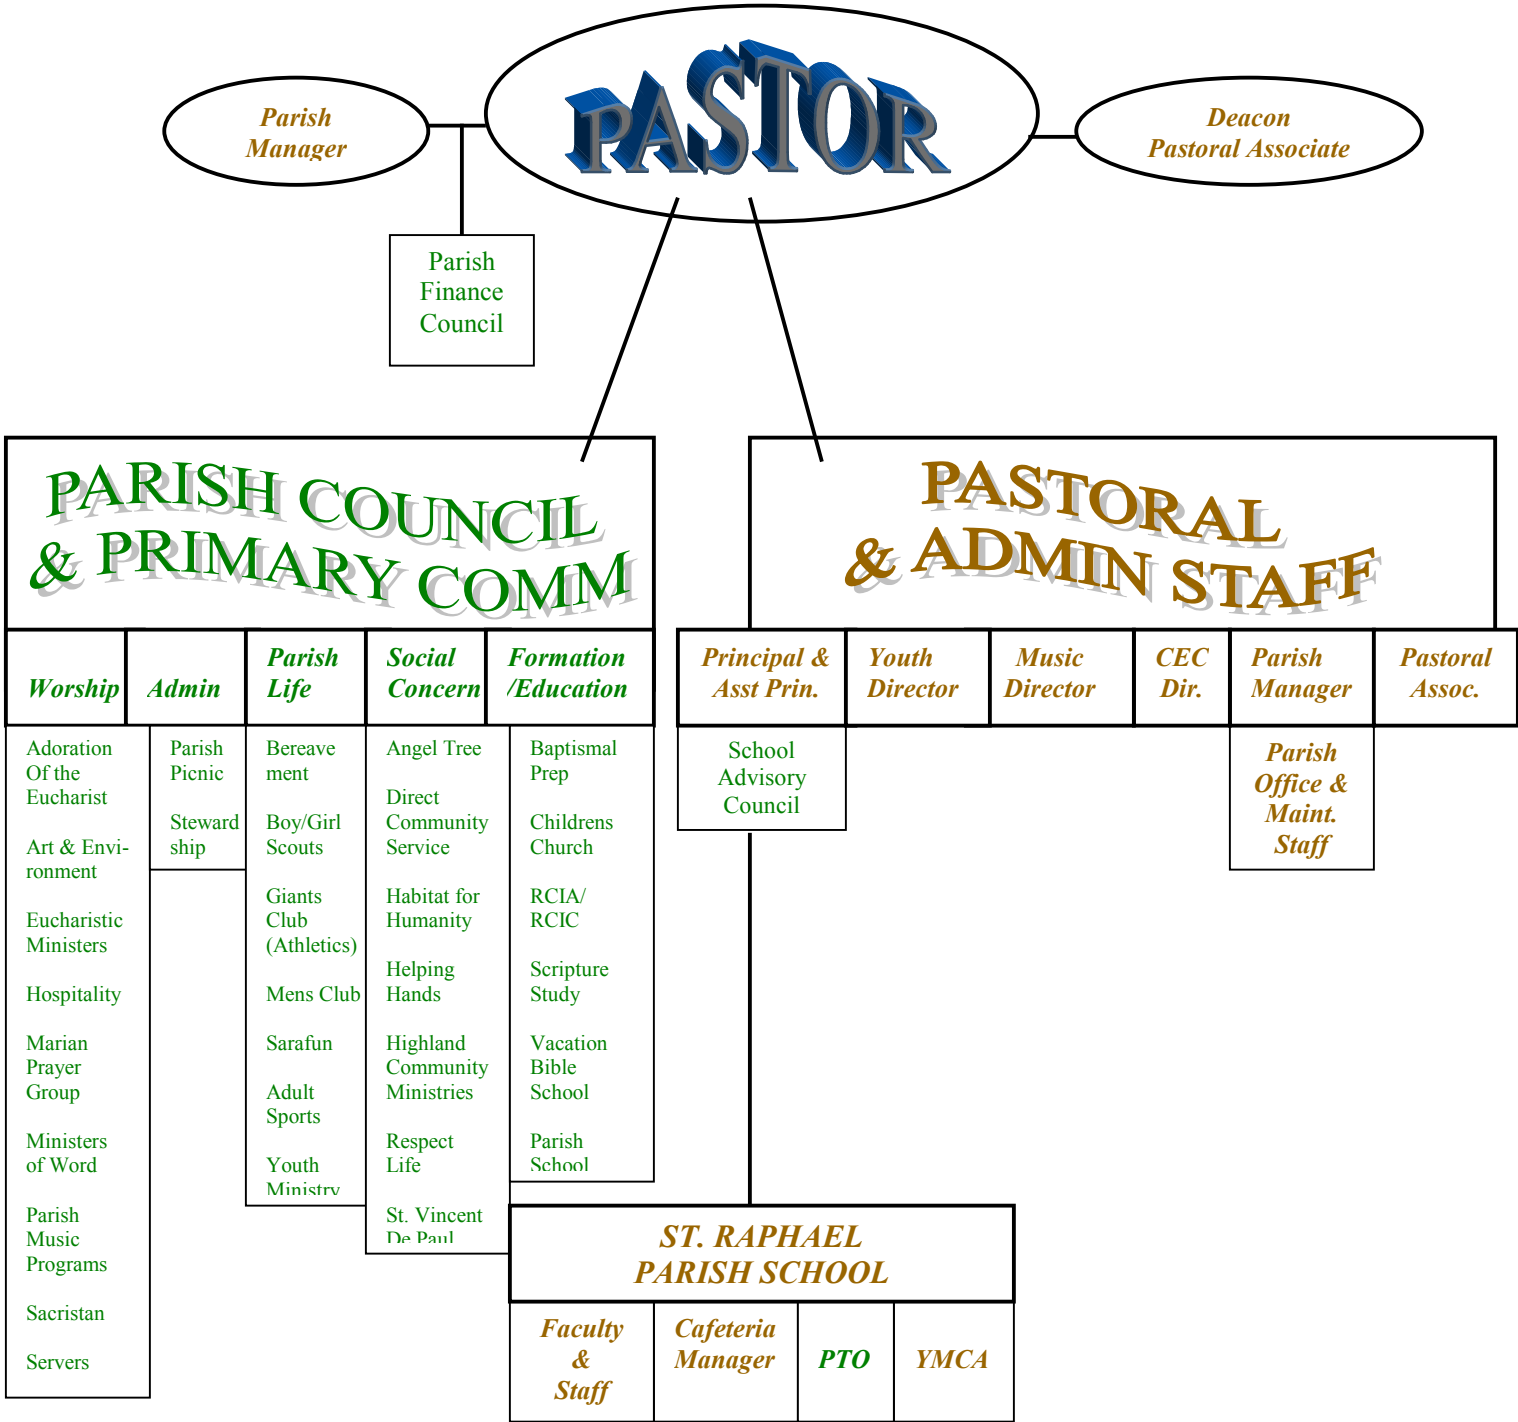 PASTOR
Parish
Manager
Deacon
Pastoral Associate
Parish
Finance
Council
PARISH COUNCIL
& PRIMARY COMM
PASTORAL
& ADMIN STAFF
Worship
Admin
Parish
Life
Social
Concern
Formation
/Education
Principal &
Asst Prin.
Youth
Director
Music
Director
CEC
Dir.
Parish
Manager
Pastoral
Assoc.
Adoration
Of the
Eucharist
Art & Envi-
ronment
Eucharistic
Ministers
Hospitality
Marian
Prayer
Group
Ministers
of Word
Parish
Music
Programs
Sacristan
Servers
Parish
Picnic
Steward
ship
Bereave
ment
Boy/Girl
Scouts
Giants
Club
(Athletics)
Mens Club
Sarafun
Adult
Sports
Youth
Ministry
Angel Tree
Direct
Community
Service
Habitat for
Humanity
Helping
Hands
Highland
Community
Ministries
Respect
Life
St. Vincent
De Paul
Baptismal
Prep
Childrens
Church
RCIA/
RCIC
Scripture
Study
Vacation
Bible
School
Parish
School
School
Advisory
Council
Parish
Office &
Maint.
Staff
ST. RAPHAEL
PARISH SCHOOL
Faculty
&
Staff
Cafeteria
Manager
PTO
YMCA